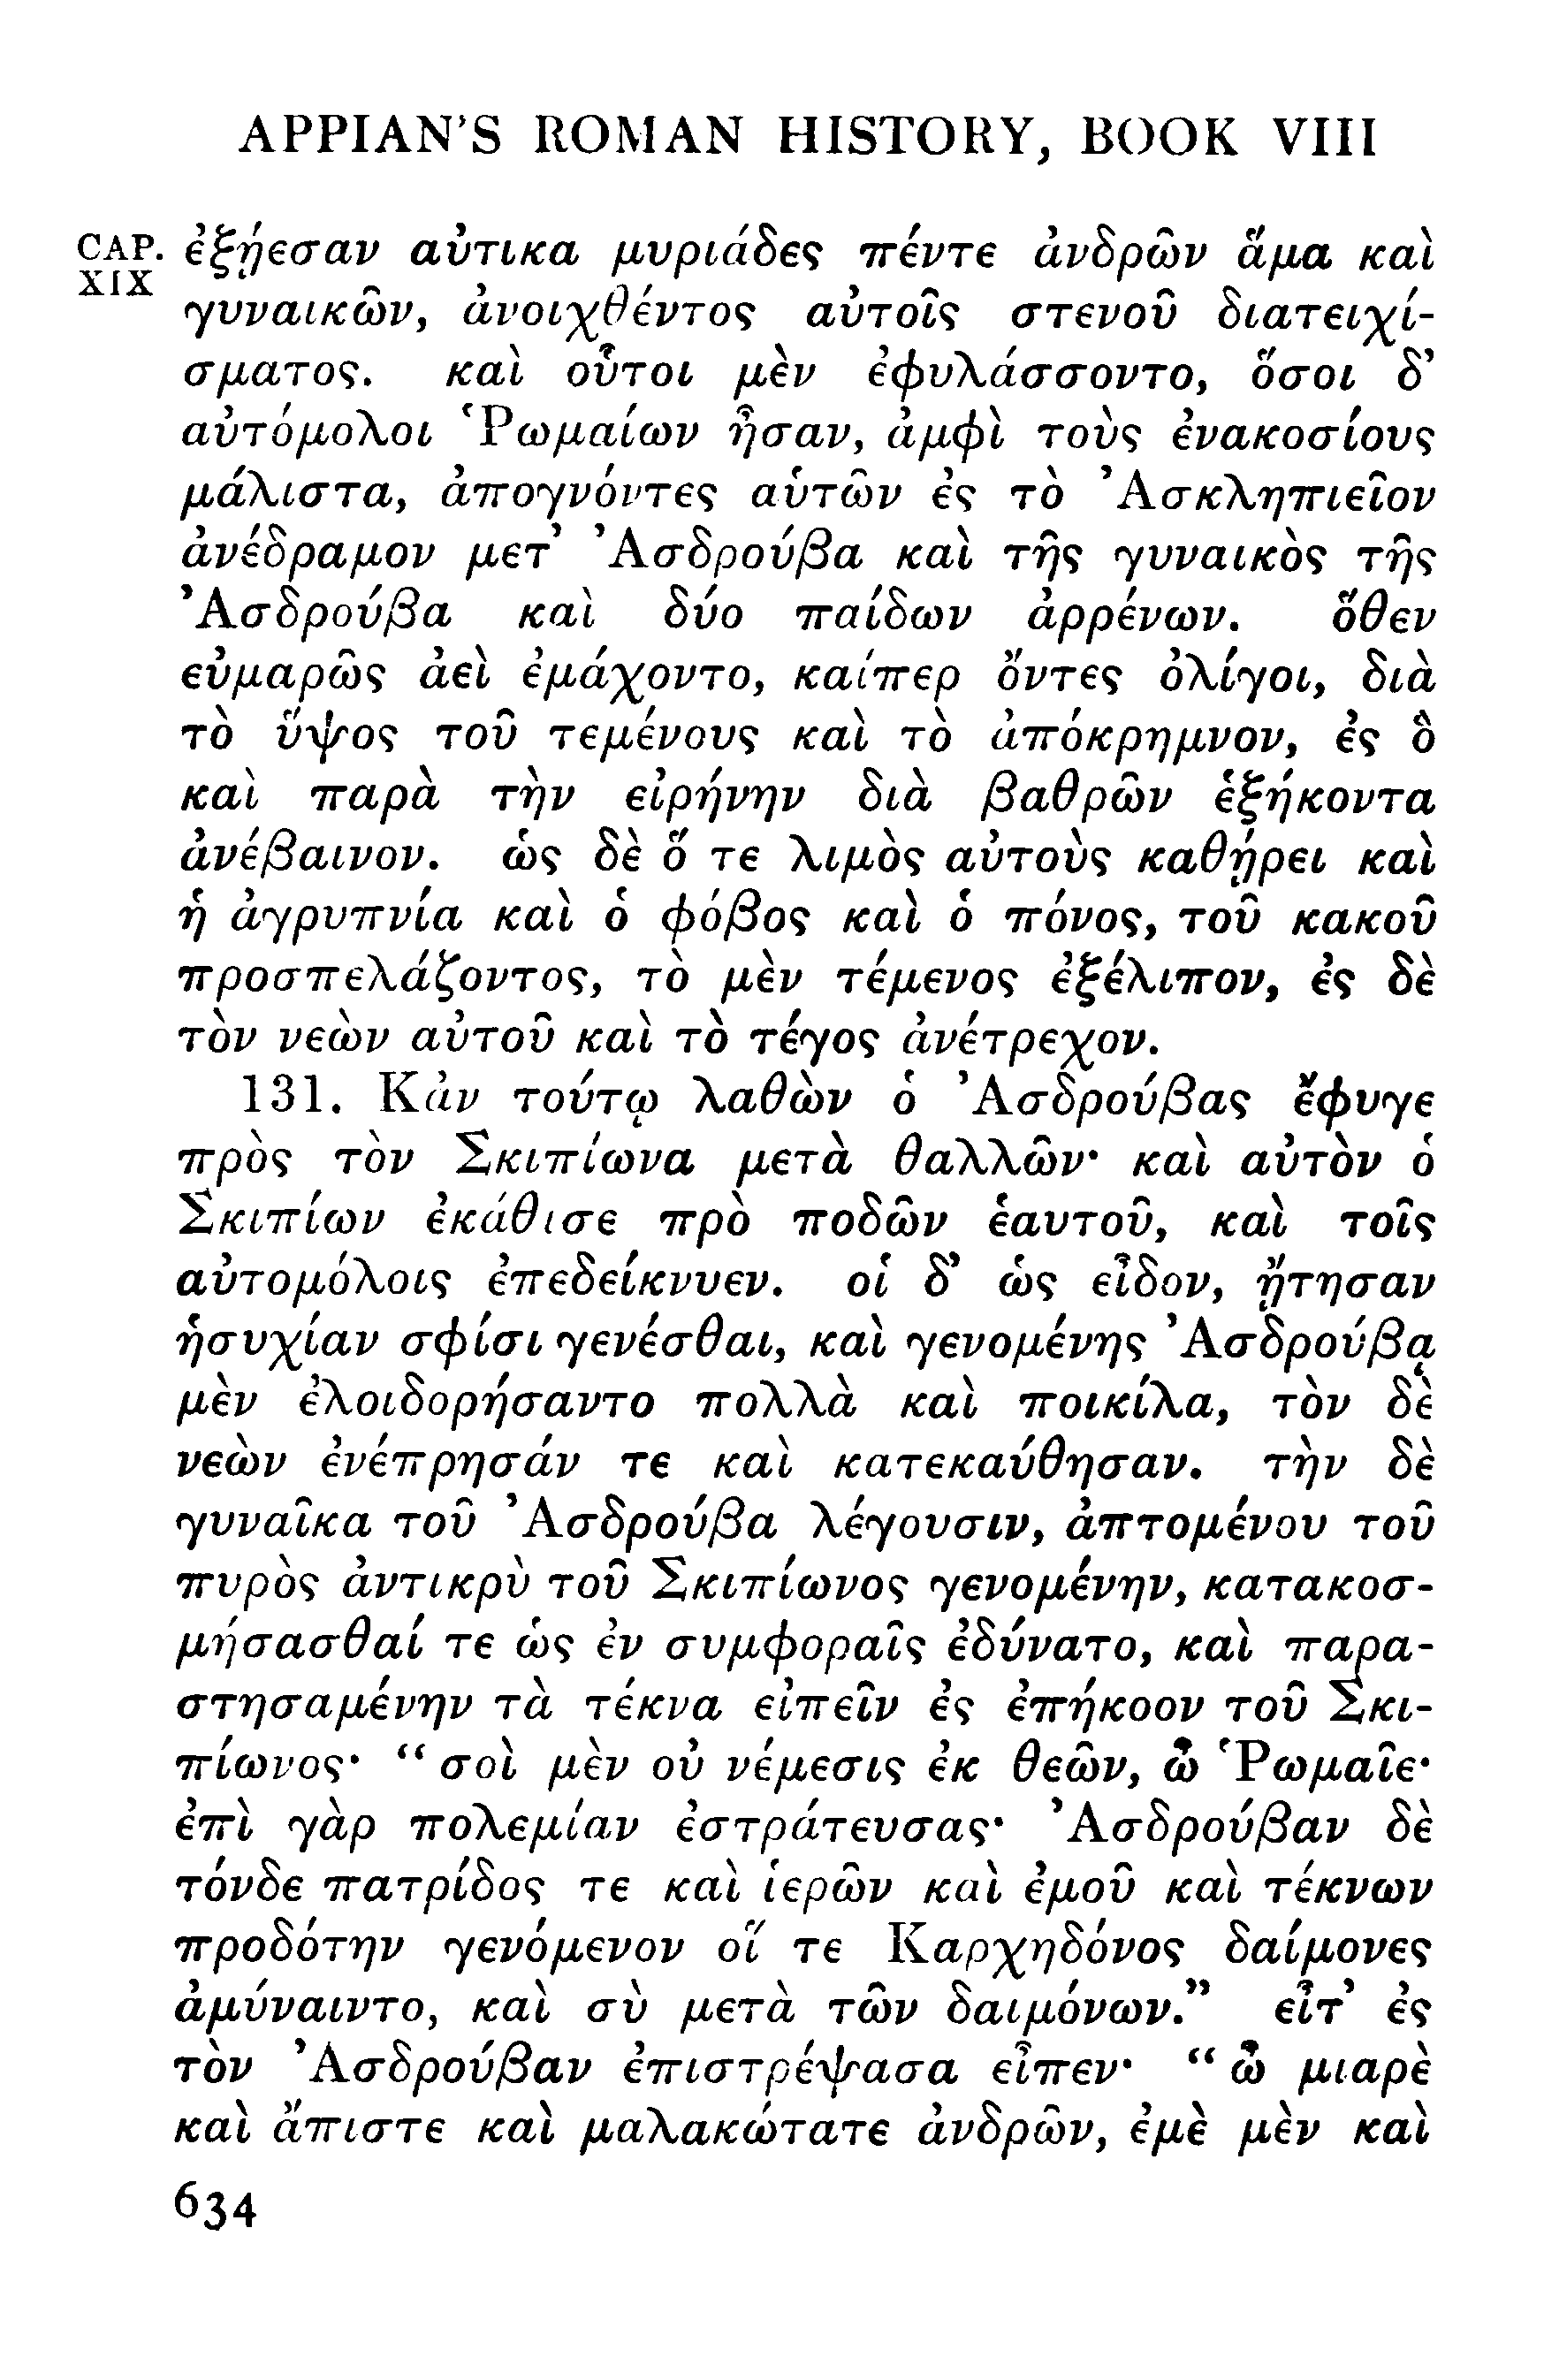 APPIAN'S ROMAN HISTORY, BOOK VIII
CAP. XIX
ἐξῄεσαν αὐτικα μυριάδες πέντε ἀνδρῶν ἅμα καὶ
γυναικῶν, ἀνοιχθέντος αὐτοῖς στενοῦ διατειχί-
σματος. καὶ οὗτοι μὲν ἐφυλάσσοντο, ὅσοι δ’
αὐτόμολοι Ῥωμαίων ἦσαν, ἀμφὶ τοὺς ἐνακοσίους
μάλιστα, ἀπογνόντες αὑτῶν ἐς τὸ Ἀσκληπιεῖον
ἀνέδραμον μετ’ Ἀσδρούβα καὶ τῆς γυναικὸς τῆς
Ἀσδρούβα καὶ δύο παίδων ἀρρένων. ὅθεν
εὐμαρῶς ἀεὶ ἐμάχοντο, καίπερ ὄντες ὀλίγοι, διὰ
τὸ ὕψος τοῦ τεμένους καὶ τὸ ἀπόκρημνον, ἐς ὃ
καὶ παρὰ τὴν εἰρήνην διὰ βαθρῶν ἑξήκοντα
ἀνέβαινον. ὡς δὲ ὅ τε λιμὸς αὐτοὺς καθῄρει καὶ
ἡ ἀγρυπνία καὶ ὁ φόβος καὶ ὁ πόνος, τοῦ κακοῦ
προσπελάζοντος, τὸ μὲν τέμενος ἐξέλιπον, ἐς δὲ
τὸν νεὼν αὐτοῦ καὶ τὸ τέγος ἀνέτρεχον.
131. Κἀν τούτῳ λαθὼν ὁ Ἀσδρούβας ἔφυγε
πρὸς τὸν Σκιπίωνα μετὰ θαλλῶν· καὶ αὐτὸν ὁ
Σκιπίων ἐκάθισε πρὸ ποδῶν ἑαυτοῦ, καὶ τοῖς
αὐτομόλοις ἐπεδείκνυεν. οἱ δ’ ὡς εἶδον, ᾔτησαν
ἡσυχίαν σφίσι γενέσθαι, καὶ γενομένης Ἀσδρούβᾳ
μὲν ἐλοιδορήσαντο πολλὰ καὶ ποικίλα, τὸν δὲ
νεὼν ἐνέπρησάν τε καὶ κατεκαύθησαν. τὴν δὲ
γυναῖκα τοῦ Ἀσδρούβα λέγουσιν, ἁπτομένου τοῦ
πυρὸς ἀντικρὺ τοῦ Σκιπίωνος γενομένην, κατακοσ-
μήσασθαί τε ὡς ἐν συμφοραῖς ἐδύνατο, καὶ παρα-
στησαμένην τὰ τέκνα εἰπεῖν ἐς ἐπήκοον τοῦ Σκι-
πίωνος· “σοὶ μὲν οὐ νέμεσις ἐκ θεῶν, ὦ Ῥωμαῖε·
ἐπὶ γὰρ πολεμίαν ἐστράτευσας· Ἀσδρούβαν δὲ
τόνδε πατρίδος τε καὶ ἱερῶν καὶ ἐμοῦ καὶ τέκνων
προδότην γενόμενον οἵ τε Καρχηδόνος δαίμονες
ἀμύναιντο, καὶ σὺ μετὰ τῶν δαιμόνων.” εἶτ’ ἐς
τὸν Ἀσδρούβαν ἐπιστρέψασα εἶπεν· “ὦ μιαρὲ
καὶ ἄπιστε καὶ μαλακώτατε ἀνδρῶν, ἐμὲ μὲν καὶ
634